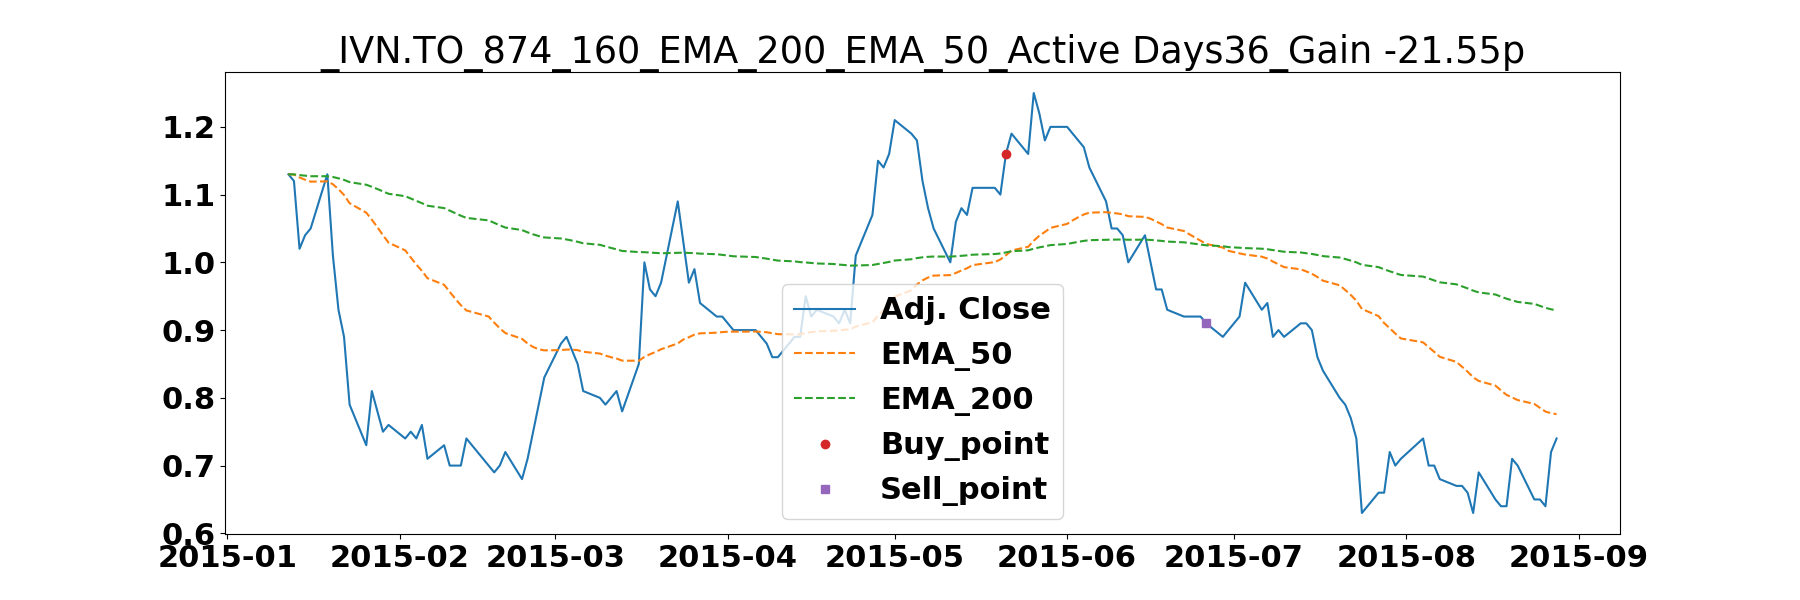 _IVN.TO_874_160_EMA_200_EMA_50_Active Days36_Gain -21.55p
1.2
1.1
1.0
0.9
0.8
0.7
0.6
Adj. Close
EMA_50
EMA_200
Buy_point
Sell_point
2015-01 2015-02 2015-03 2015-04 2015-05 2015-06 2015-07 2015-08 2015-09